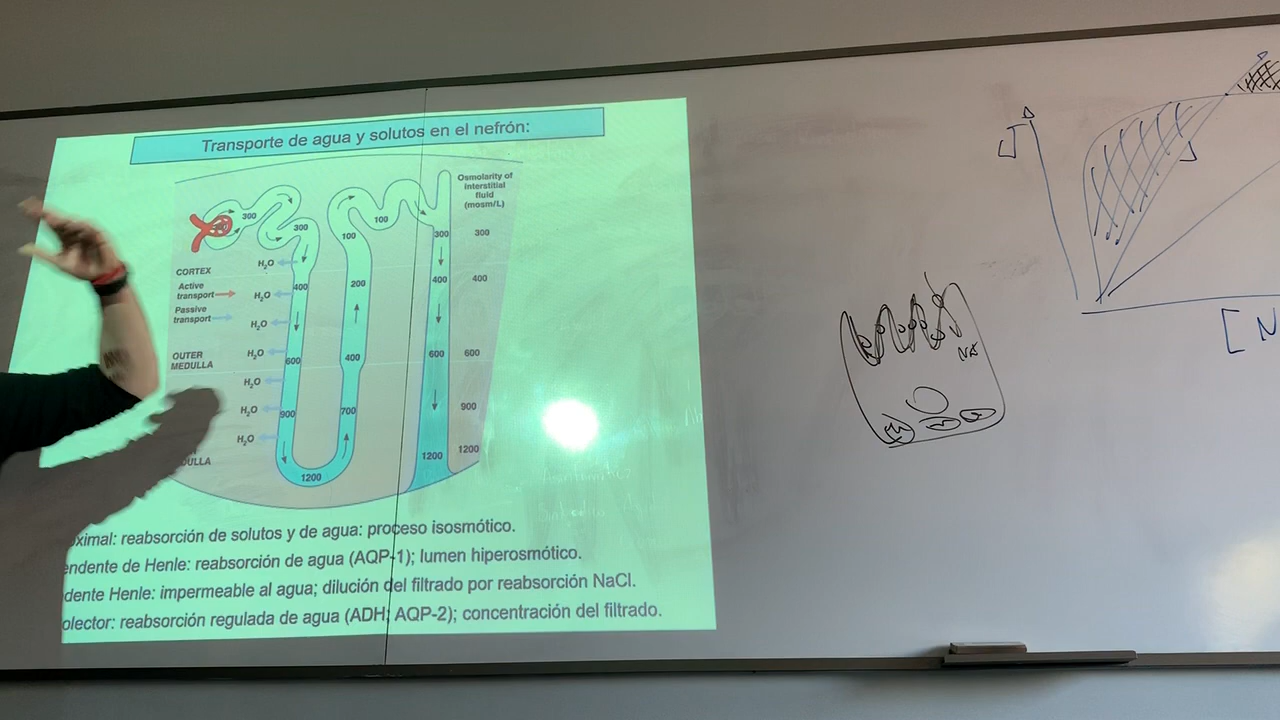 Transporte de agua y solutos en el nefrón:
Osmolarity of
interstitial
fluid
(mosm/L)
300
300
100
100
300
300
H₂O
CORTEX
Active
transport
Passive
transport
H₂O
400
200
400
400
H₂O
OUTER
MEDULLA
H₂O
600
400
600
600
H₂O
H₂O
900
700
900
H₂O
DULLA
1200
1200
1200
ximal: reabsorción de solutos y de agua: proceso isosmótico.
endente de Henle: reabsorción de agua (AQP-1); lumen hiperosmótico.
dente Henle: impermeable al agua; dilución del filtrado por reabsorción NaCl.
olector: reabsorción regulada de agua (ADH; AQP-2); concentración del filtrado.
J
[N